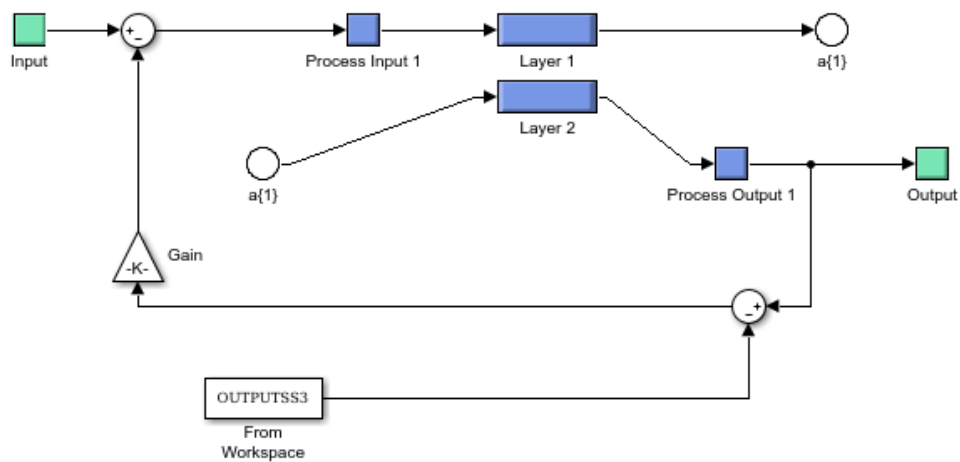 +
_
Input
Process Input 1
Layer 1
a{1}
Layer 2
a{1}
Process Output 1
Output
Gain
-K-
+
_
OUTPUTSS3
From
Workspace